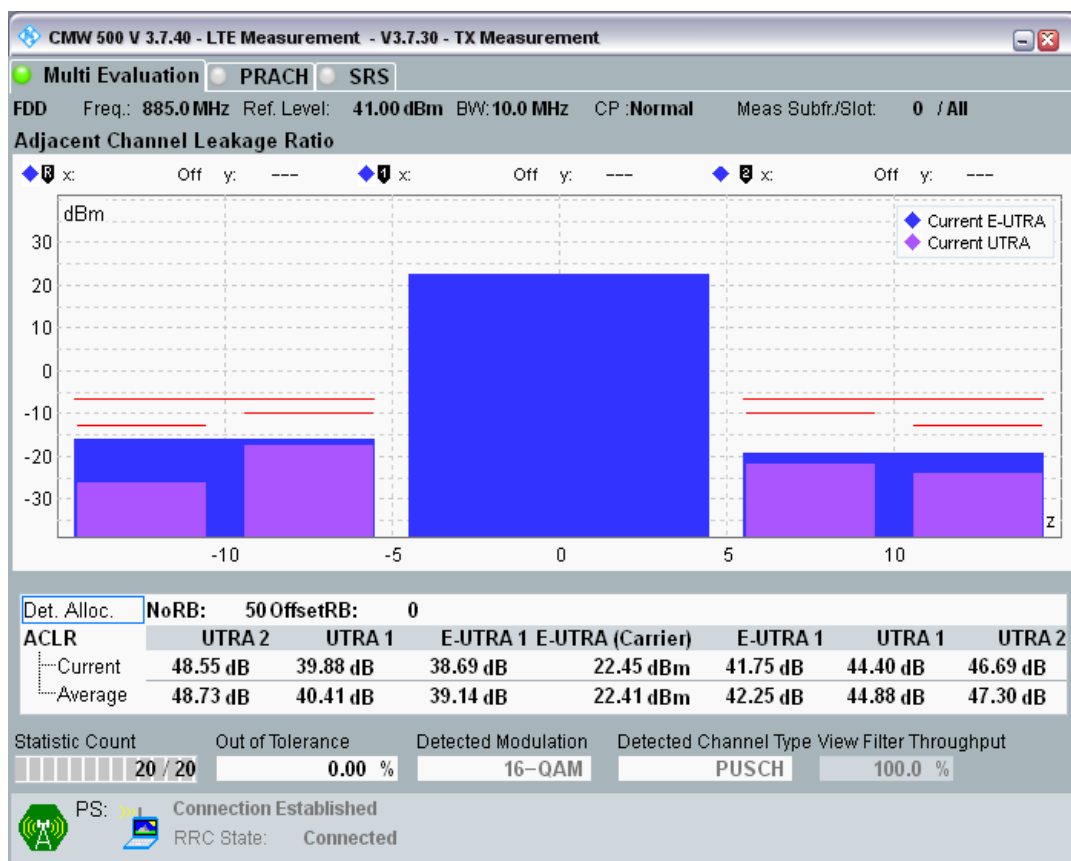 CMW 500 V 3.7.40 - LTE Measurement - V3.7.30 - TX Measurement
Multi Evaluation PRACH SRS
FDD Freq.: 885.0 MHz Ref. Level: 41.00 dBm BW: 10.0 MHz CP :Normal Meas Subfr./Slot: 0 / All
Adjacent Channel Leakage Ratio
R x: Off y: --- 1 x: Off y: --- 2 x: Off y: ---
dBm
Current E-UTRA
Current UTRA
30
20
10
0
-10
-20
-30
z
-10 -5 0 5 10
Det. Alloc. NoRB: 50 OffsetRB: 0
ACLR UTRA 2 UTRA 1 E-UTRA 1 E-UTRA (Carrier) E-UTRA 1 UTRA 1 UTRA 2
Current 48.55 dB 39.88 dB 38.69 dB 22.45 dBm 41.75 dB 44.40 dB 46.69 dB
Average 48.73 dB 40.41 dB 39.14 dB 22.41 dBm 42.25 dB 44.88 dB 47.30 dB
Statistic Count Out of Tolerance Detected Modulation Detected Channel Type View Filter Throughput
20 / 20 0.00 % 16-QAM PUSCH 100.0 %
PS: Connection Established
RRC State: Connected